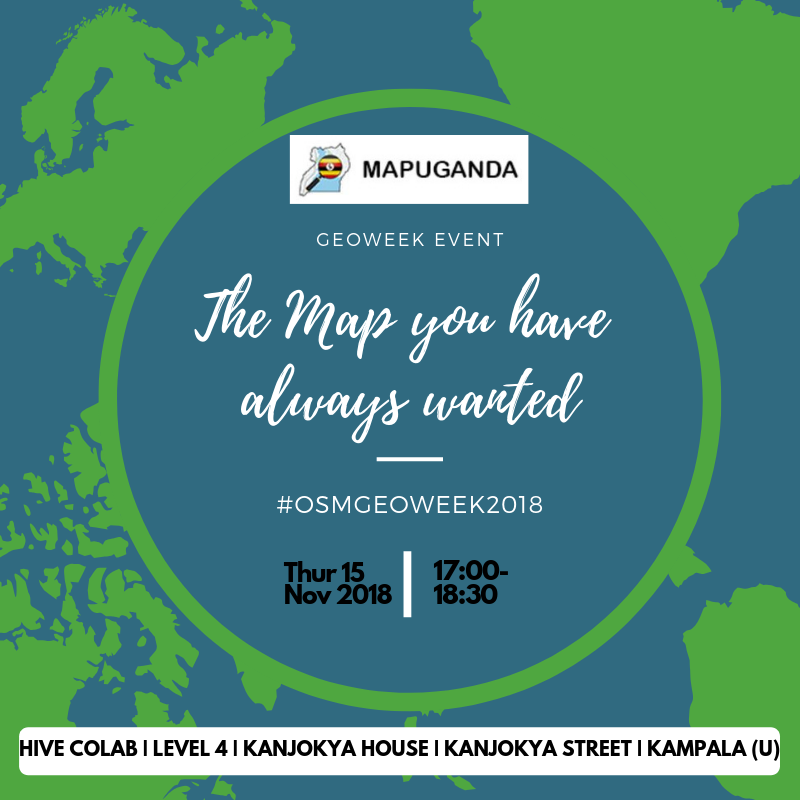 MAPUGANDA
GEOWEEK EVENT
The Map you have
always wanted
#OSMGEOWEEK2018
Thur 15
Nov 2018
17:00-
18:30
HIVE COLAB | LEVEL 4 | KANJOKYA HOUSE | KANJOKYA STREET | KAMPALA (U)